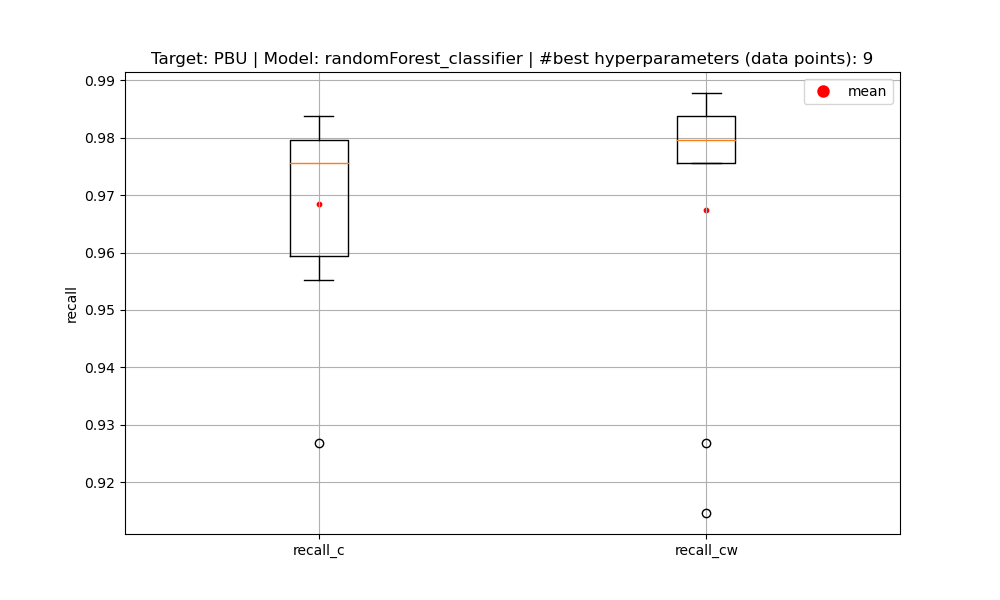 Target: PBU | Model: randomForest_classifier | #best hyperparameters (data points): 9
mean
0.99
0.98
0.97
0.96
0.95
0.94
0.93
0.92
recall
recall_c
recall_cw